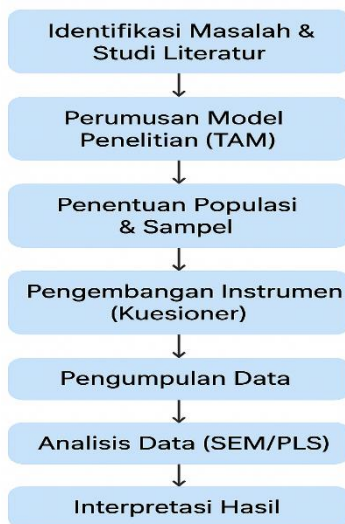 Identifikasi Masalah &
Studi Literatur
Perumusan Model
Penelitian (TAM)
Penentuan Populasi
& Sampel
Pengembangan Instrumen
(Kuesioner)
Pengumpulan Data
Analisis Data (SEM/PLS)
Interpretasi Hasil